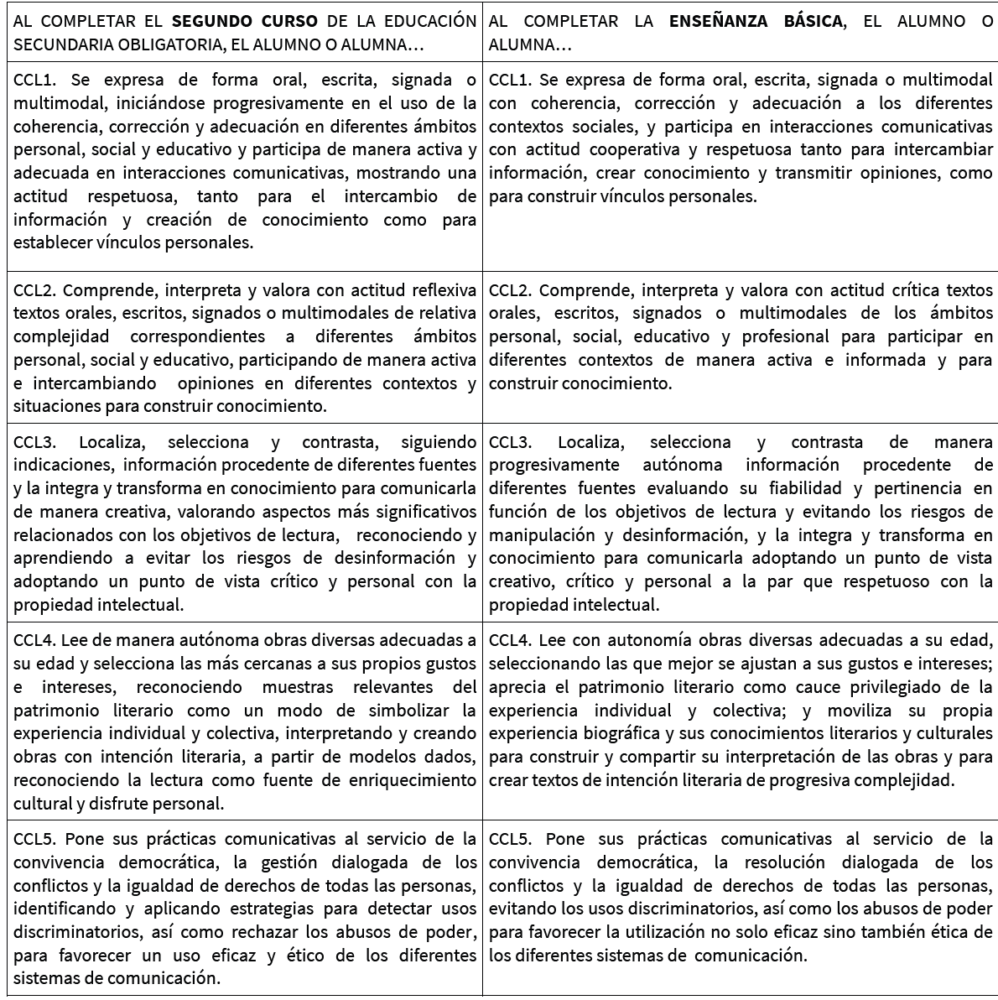 AL COMPLETAR EL SEGUNDO CURSO DE LA EDUCACIÓN
SECUNDARIA OBLIGATORIA, EL ALUMNO O ALUMNA…
AL COMPLETAR LA ENSEÑANZA BÁSICA, EL ALUMNO O
ALUMNA…
CCL1. Se expresa de forma oral, escrita, signada o
multimodal, iniciándose progresivamente en el uso de la
coherencia, corrección y adecuación en diferentes ámbitos
personal, social y educativo y participa de manera activa y
adecuada en interacciones comunicativas, mostrando una
actitud respetuosa, tanto para el intercambio de
información y creación de conocimiento como para
establecer vínculos personales.
CCL1. Se expresa de forma oral, escrita, signada o multimodal
con coherencia, corrección y adecuación a los diferentes
contextos sociales, y participa en interacciones comunicativas
con actitud cooperativa y respetuosa tanto para intercambiar
información, crear conocimiento y transmitir opiniones, como
para construir vínculos personales.
CCL2. Comprende, interpreta y valora con actitud reflexiva
textos orales, escritos, signados o multimodales de relativa
complejidad correspondientes a diferentes ámbitos
personal, social y educativo, participando de manera activa
e intercambiando opiniones en diferentes contextos y
situaciones para construir conocimiento.
CCL2. Comprende, interpreta y valora con actitud crítica textos
orales, escritos, signados o multimodales de los ámbitos
personal, social, educativo y profesional para participar en
diferentes contextos de manera activa e informada y para
construir conocimiento.
CCL3. Localiza, selecciona y contrasta, siguiendo
indicaciones, información procedente de diferentes fuentes
y la integra y transforma en conocimiento para comunicarla
de manera creativa, valorando aspectos más significativos
relacionados con los objetivos de lectura, reconociendo y
aprendiendo a evitar los riesgos de desinformación y
adoptando un punto de vista crítico y personal con la
propiedad intelectual.
CCL3. Localiza, selecciona y contrasta de manera
progresivamente autónoma información procedente de
diferentes fuentes evaluando su fiabilidad y pertinencia en
función de los objetivos de lectura y evitando los riesgos de
manipulación y desinformación, y la integra y transforma en
conocimiento para comunicarla adoptando un punto de vista
creativo, crítico y personal a la par que respetuoso con la
propiedad intelectual.
CCL4. Lee de manera autónoma obras diversas adecuadas a
su edad y selecciona las más cercanas a sus propios gustos
e intereses, reconociendo muestras relevantes del
patrimonio literario como un modo de simbolizar la
experiencia individual y colectiva, interpretando y creando
obras con intención literaria, a partir de modelos dados,
reconociendo la lectura como fuente de enriquecimiento
cultural y disfrute personal.
CCL4. Lee con autonomía obras diversas adecuadas a su edad,
seleccionando las que mejor se ajustan a sus gustos e intereses;
aprecia el patrimonio literario como cauce privilegiado de la
experiencia individual y colectiva; y moviliza su propia
experiencia biográfica y sus conocimientos literarios y culturales
para construir y compartir su interpretación de las obras y para
crear textos de intención literaria de progresiva complejidad.
CCL5. Pone sus prácticas comunicativas al servicio de la
convivencia democrática, la gestión dialogada de los
conflictos y la igualdad de derechos de todas las personas,
identificando y aplicando estrategias para detectar usos
discriminatorios, así como rechazar los abusos de poder,
para favorecer un uso eficaz y ético de los diferentes
sistemas de comunicación.
CCL5. Pone sus prácticas comunicativas al servicio de la
convivencia democrática, la resolución dialogada de los
conflictos y la igualdad de derechos de todas las personas,
evitando los usos discriminatorios, así como los abusos de poder
para favorecer la utilización no solo eficaz sino también ética de
los diferentes sistemas de comunicación.